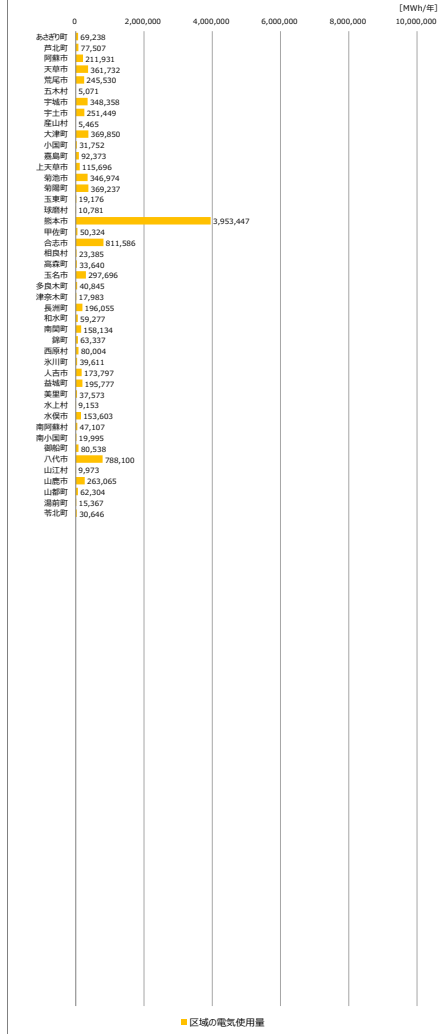 [MWh/年]
0 2,000,000 4,000,000 6,000,000 8,000,000 10,000,000
あさぎり町 69,238
芦北町 77,507
阿蘇市 211,931
天草市 361,732
荒尾市 245,530
五木村 5,071
宇城市 348,358
宇土市 251,449
産山村 5,465
大津町 369,850
小国町 31,752
嘉島町 92,373
上天草市 115,696
菊池市 346,974
菊陽町 369,237
玉東町 19,176
球磨村 10,781
熊本市 3,953,447
甲佐町 50,324
合志市 811,586
相良村 23,385
高森町 33,640
玉名市 297,696
多良木町 40,845
津奈木町 17,983
長洲町 196,055
和水町 59,277
南関町 158,134
錦町 63,337
西原村 80,004
氷川町 39,611
人吉市 173,797
益城町 195,777
美里町 37,573
水上村 9,153
水俣市 153,603
南阿蘇村 47,107
南小国町 19,995
御船町 80,538
八代市 788,100
山江村 9,973
山鹿市 263,065
山都町 62,304
湯前町 15,367
苓北町 30,646
区域の電気使用量